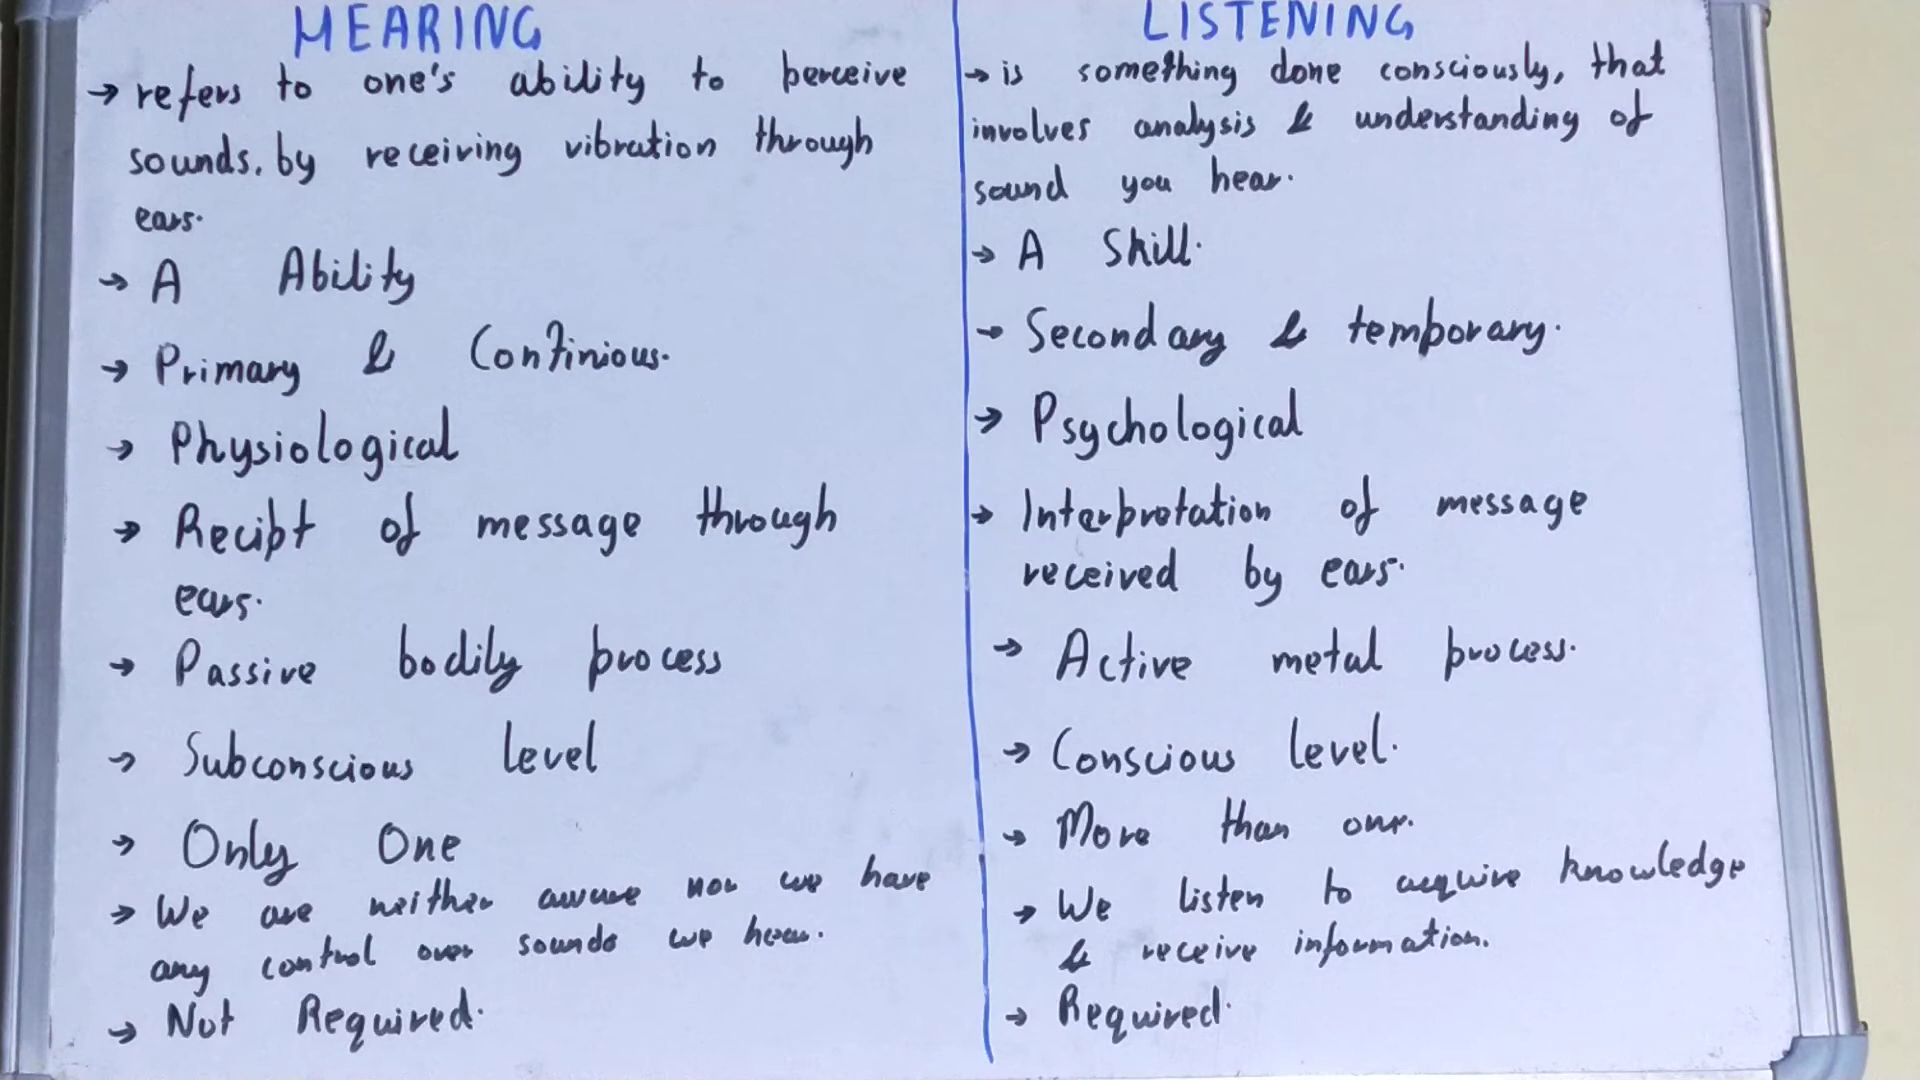 HEARING
→ refers to one's ability to perceive
sounds, by receiving vibration through
ears.
→ A Ability
→ Primary & Continious.
→ Physiological
→ Recipt of message through
ears.
→ Passive bodily process
→ Subconscious level
→ Only One
→ We are neither aware nor we have
any control over sounds we hear.
→ Not Required.
LISTENING
→ is something done consciously, that
involves analysis & understanding of
sound you hear.
→ A Skill.
→ Secondary & temporary.
→ Psychological
→ Interprotation of message
received by ears.
→ Active metal process.
→ Conscious level.
→ More than one.
→ We listen to acquire knowledge
& receive information.
→ Required.